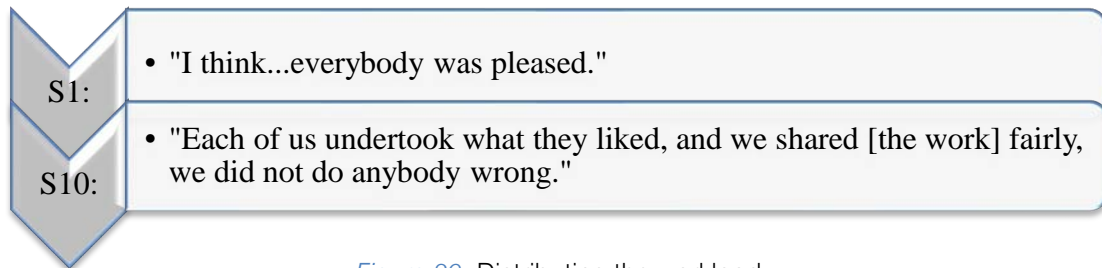 S1:
• "I think...everybody was pleased."
S10:
• "Each of us undertook what they liked, and we shared [the work] fairly,
we did not do anybody wrong."